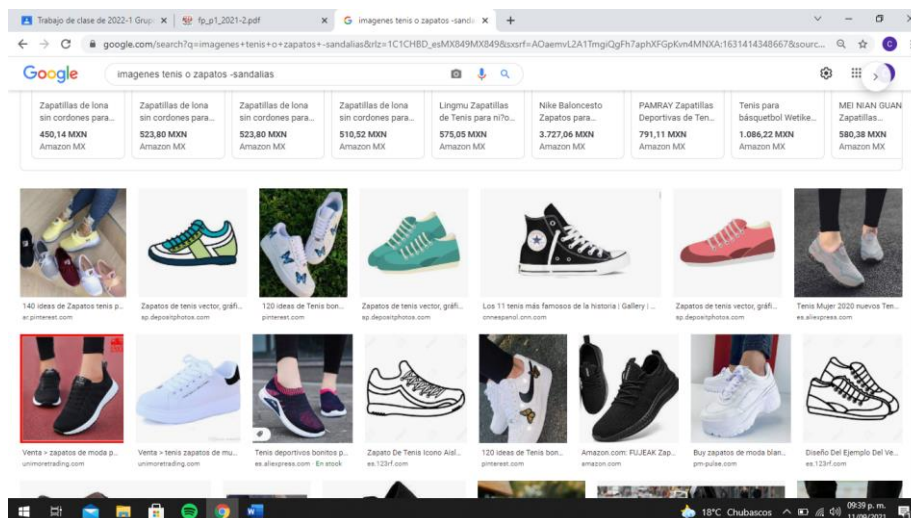 Trabajo de clase de 2022-1 Grup
fp_p1_2021-2.pdf
imagenes tenis o zapatos -sanda
google.com/search?q=imagenes+tenis+o+zapatos+-sandalias&rlz=1C1CHBD_esMX849MX849&sxsrf=AOaemvL2A1TmgiQgFh7aphXFGpKvn4MNXA:1631414348667&sourc...
C
Google
imagenes tenis o zapatos -sandalias
Zapatillas de lona
sin cordones para...
450,14 MXN
Amazon MX
Zapatillas de lona
sin cordones para...
523,80 MXN
Amazon MX
Zapatillas de lona
sin cordones para...
523,80 MXN
Amazon MX
Zapatillas de lona
sin cordones para...
510,52 MXN
Amazon MX
Lingmu Zapatillas
de Tenis para ni?o...
575,05 MXN
Amazon MX
Nike Baloncesto
Zapatos para...
3.727,06 MXN
Amazon MX
PAMRAY Zapatillas
Deportivas de Ten...
791,11 MXN
Amazon MX
Tenis para
básquetbol Wetike...
1.086,22 MXN
Amazon MX
MEI NIAN GUAN
Zapatillas...
580,38 MXN
Amazon MX
140 ideas de Zapatos tenis p...
ar.pinterest.com
Zapatos de tenis vector, gráfi...
sp.depositphotos.com
120 ideas de Tenis bon...
pinterest.com
Zapatos de tenis vector, gráfi...
sp.depositphotos.com
Los 11 tenis más famosos de la historia | Gallery | ...
cnnespanol.cnn.com
Zapatos de tenis vector, gráfi...
sp.depositphotos.com
Tenis Mujer 2020 nuevos Ten...
es.aliexpress.com
Venta > zapatos de moda p...
unimoretrading.com
Venta > tenis zapatos de mu...
unimoretrading.com
Tenis deportivos bonitos p...
es.aliexpress.com · En stock
Zapato De Tenis Icono Aisl...
es.123rf.com
120 ideas de Tenis bon...
pinterest.com
Amazon.com: FUJEAK Zap...
amazon.com
Buy zapatos de moda blan...
pm-pulse.com
Diseño Del Ejemplo Del Ve...
es.123rf.com
18°C Chubascos
09:39 p. m.
11/09/2021